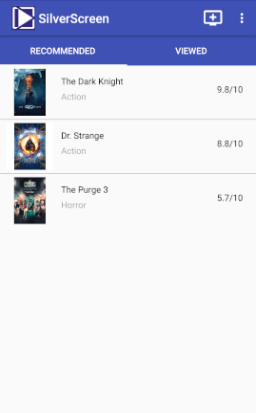 SilverScreen
RECOMMENDED VIEWED
The Dark Knight
Action
9.8/10
Dr. Strange
Action
8.8/10
The Purge 3
Horror
5.7/10